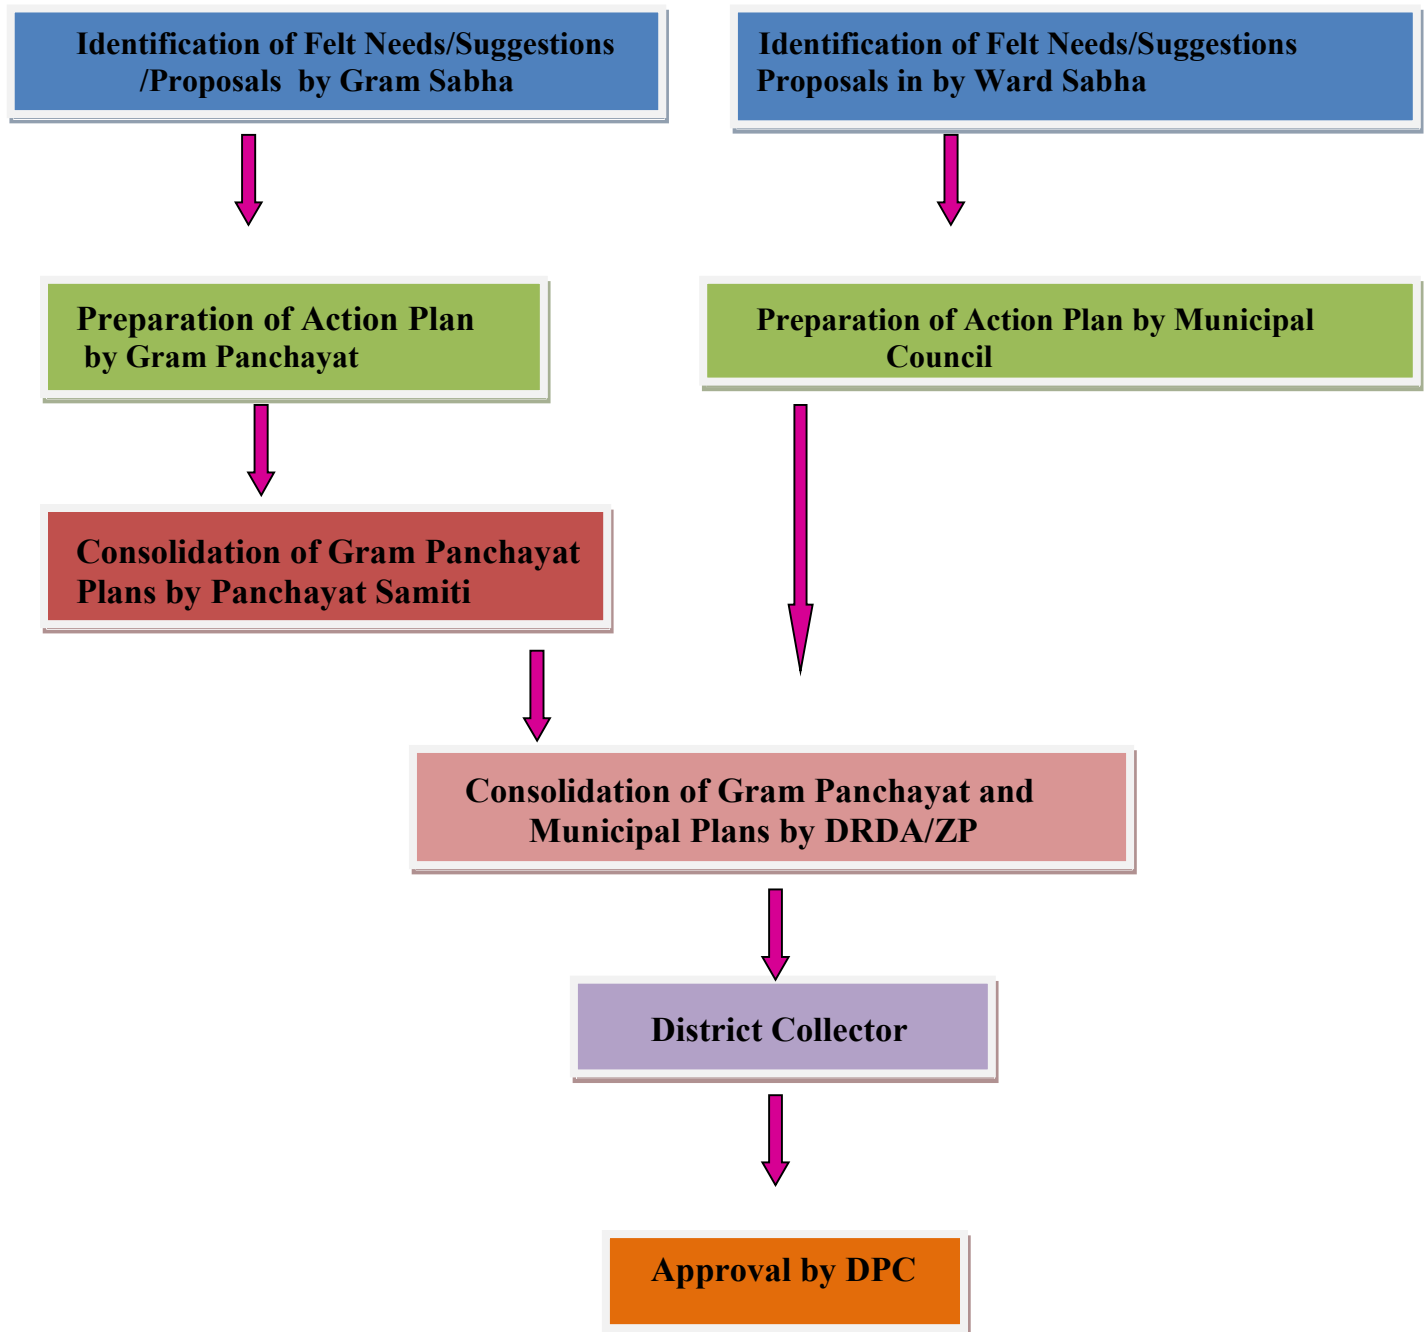 Identification of Felt Needs/Suggestions
/Proposals by Gram Sabha
Identification of Felt Needs/Suggestions
Proposals in by Ward Sabha
Preparation of Action Plan
by Gram Panchayat
Preparation of Action Plan by Municipal
Council
Consolidation of Gram Panchayat
Plans by Panchayat Samiti
Consolidation of Gram Panchayat and
Municipal Plans by DRDA/ZP
District Collector
Approval by DPC